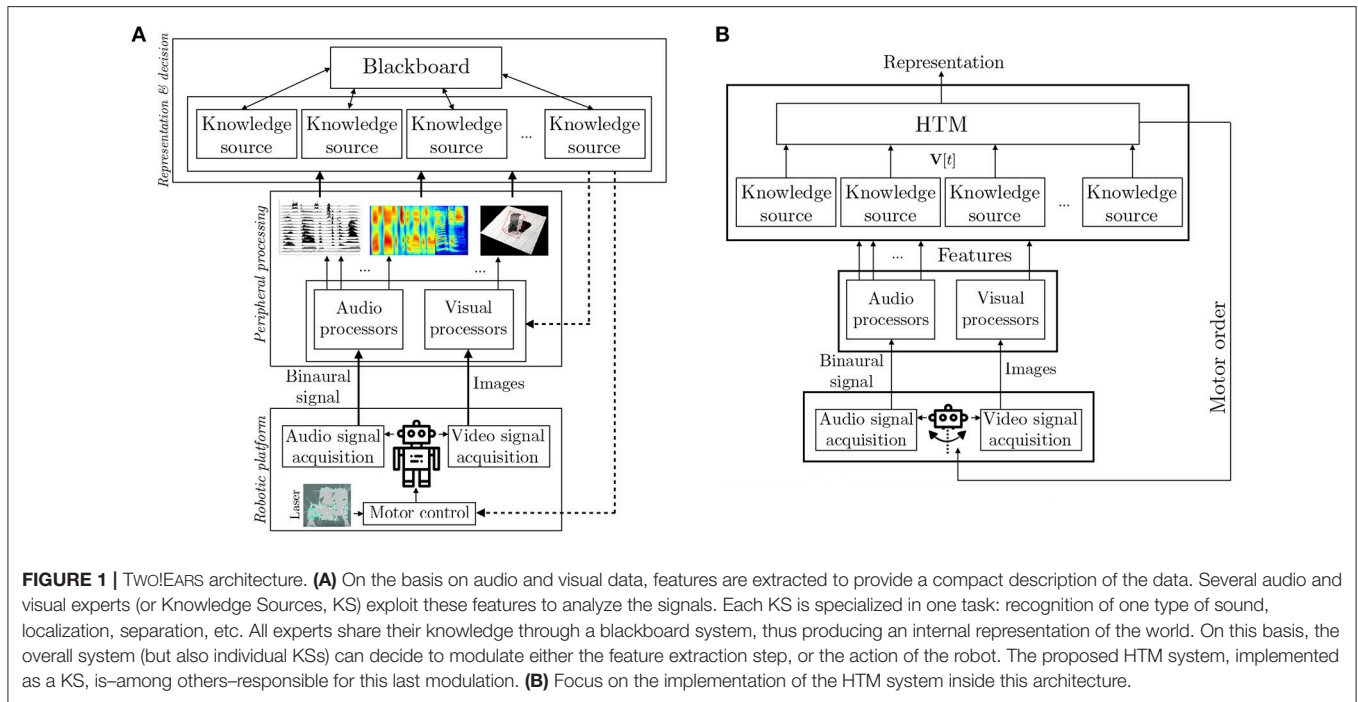 A
Representation & decision
Blackboard
Knowledge source
Knowledge source
Knowledge source
...
Knowledge source
Peripheral processing
...
...
Audio processors
Visual processors
Binaural signal
Images
Robotic platform
Audio signal acquisition
Video signal acquisition
Laser
Motor control
B
Representation
HTM
V[t]
Knowledge source
Knowledge source
Knowledge source
...
Knowledge source
...
Features
Audio processors
Visual processors
Binaural signal
Images
Audio signal acquisition
Video signal acquisition
Motor order
FIGURE 1 | TWO!EARS architecture. (A) On the basis on audio and visual data, features are extracted to provide a compact description of the data. Several audio and
visual experts (or Knowledge Sources, KS) exploit these features to analyze the signals. Each KS is specialized in one task: recognition of one type of sound,
localization, separation, etc. All experts share their knowledge through a blackboard system, thus producing an internal representation of the world. On this basis, the
overall system (but also individual KSs) can decide to modulate either the feature extraction step, or the action of the robot. The proposed HTM system, implemented
as a KS, is–among others–responsible for this last modulation. (B) Focus on the implementation of the HTM system inside this architecture.